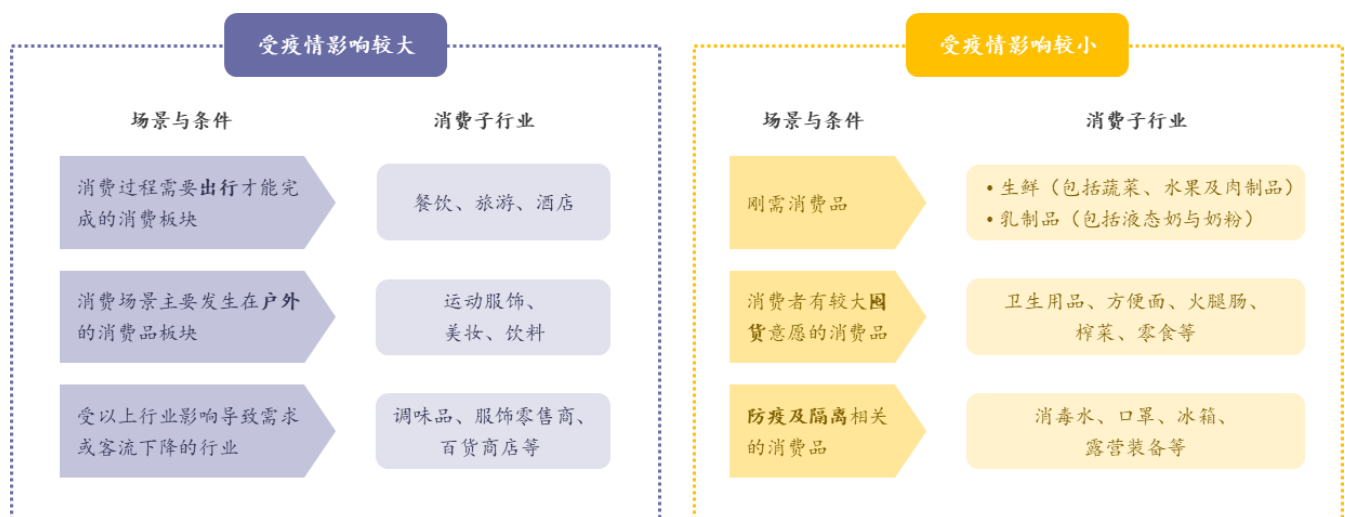 受疫情影响较大
场景与条件
消费子行业
消费过程需要出行才能完
成的消费板块
餐饮、旅游、酒店
消费场景主要发生在户外
的消费品板块
运动服饰、
美妆、饮料
受以上行业影响导致需求
或客流下降的行业
调味品、服饰零售商、
百货商店等
受疫情影响较小
场景与条件
消费子行业
刚需消费品
• 生鲜（包括蔬菜、水果及肉制品）
• 乳制品（包括液态奶与奶粉）
消费者有较大囤
货意愿的消费品
卫生用品、方便面、火腿肠、
榨菜、零食等
防疫及隔离相关
的消费品
消毒水、口罩、冰箱、
露营装备等